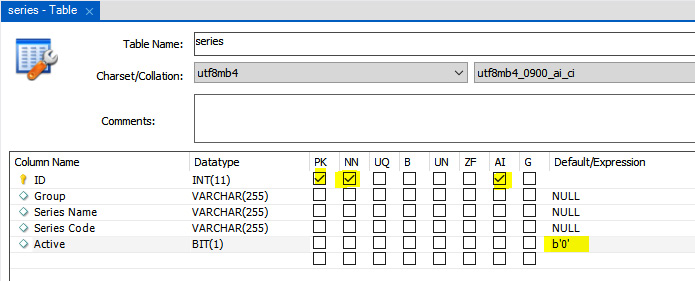 series - Table ×
Table Name: series
Charset/Collation: utf8mb4 utf8mb4_0900_ai_ci
Comments:
Column Name Datatype PK NN UQ B UN ZF AI G Default/Expression
ID INT(11)
Group VARCHAR(255) NULL
Series Name VARCHAR(255) NULL
Series Code VARCHAR(255) NULL
Active BIT(1) b'0'